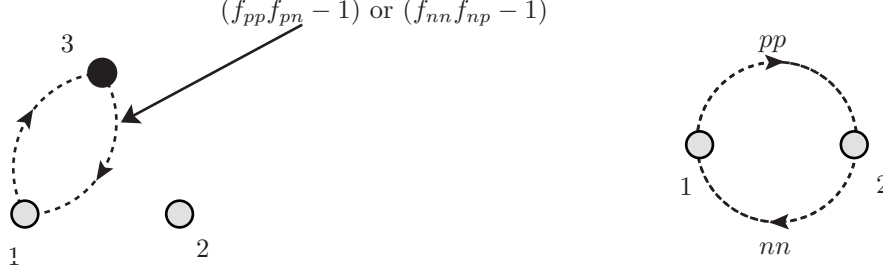 $(f_{pp}f_{pn} - 1)$ or $(f_{nn}f_{np} - 1)$
3
1
2
pp
1
2
nn